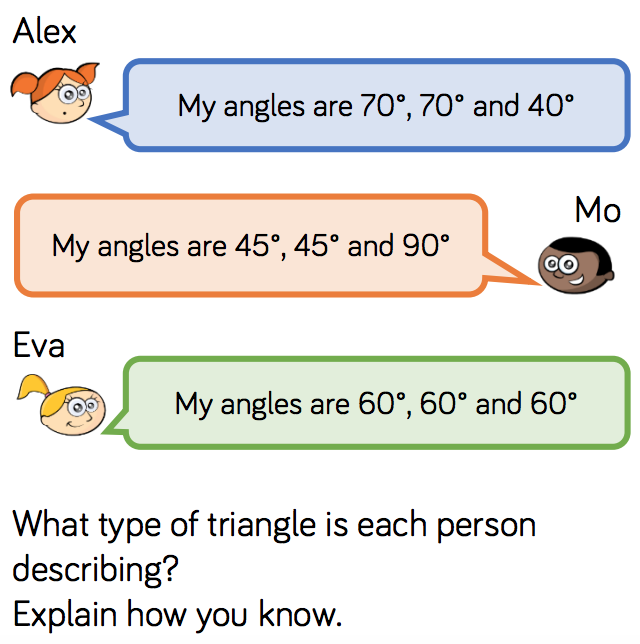 Alex
My angles are 70°, 70° and 40°
Mo
My angles are 45°, 45° and 90°
Eva
My angles are 60°, 60° and 60°
What type of triangle is each person
describing?
Explain how you know.